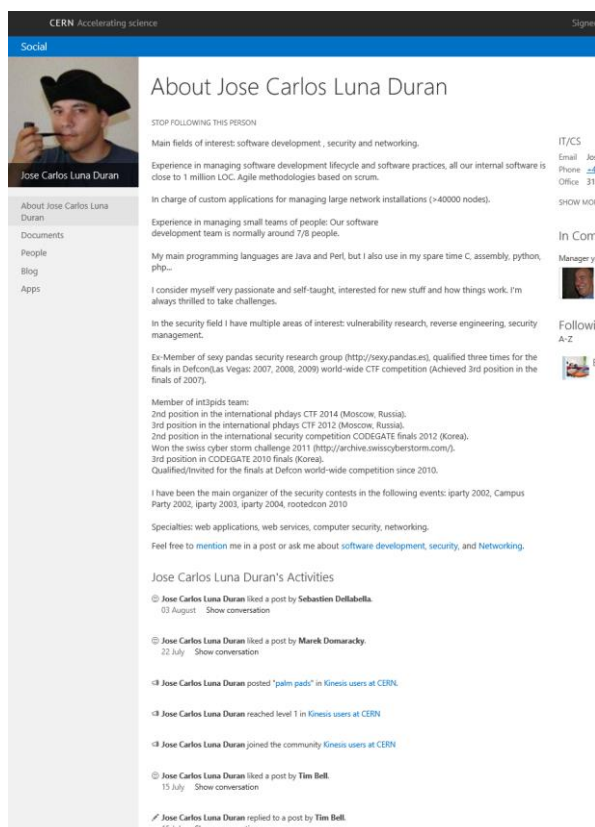 CERN Accelerating science
Social
Jose Carlos Luna Duran
About Jose Carlos Luna
Duran
Documents
People
Blog
Apps
About Jose Carlos Luna Duran
STOP FOLLOWING THIS PERSON
Main fields of interest: software development , security and networking.
Experience in managing software development lifecycle and software practices, all our internal software is
close to 1 million LOC. Agile methodologies based on scrum.
In charge of custom applications for managing large network installations (>40000 nodes).
Experience in managing small teams of people: Our software
development team is normally around 7/8 people.
My main programming languages are Java and Perl, but I also use in my spare time C, assembly, python,
php...
I consider myself very passionate and self-taught, interested for new stuff and how things work. I'm
always thrilled to take challenges.
In the security field I have multiple areas of interest: vulnerability research, reverse engineering, security
management.
Ex-Member of sexy pandas security research group (http://sexy.pandas.es), qualified three times for the
finals in Defcon(Las Vegas: 2007, 2008, 2009) world-wide CTF competition (Achieved 3rd position in the
finals of 2007).
Member of int3pids team:
2nd position in the international phdays CTF 2014 (Moscow, Russia).
3rd position in the international phdays CTF 2012 (Moscow, Russia).
2nd position in the international security competition CODEGATE finals 2012 (Korea).
Won the swiss cyber storm challenge 2011 (http://archive.swisscyberstorm.com/).
3rd position in CODEGATE 2010 finals (Korea).
Qualified/Invited for the finals at Defcon world-wide competition since 2010.
I have been the main organizer of the security contests in the following events: iparty 2002, Campus
Party 2002, iparty 2003, iparty 2004, rootedcon 2010
Specialties: web applications, web services, computer security, networking.
Feel free to mention me in a post or ask me about software development, security, and Networking.
Jose Carlos Luna Duran's Activities
Jose Carlos Luna Duran liked a post by Sebastien Dellabella.
03 August Show conversation
Jose Carlos Luna Duran liked a post by Marek Domaracky.
22 July Show conversation
Jose Carlos Luna Duran posted "palm pads" in Kinesis users at CERN.
Jose Carlos Luna Duran reached level 1 in Kinesis users at CERN
Jose Carlos Luna Duran joined the community Kinesis users at CERN
Jose Carlos Luna Duran liked a post by Tim Bell.
15 July Show conversation
Jose Carlos Luna Duran replied to a post by Tim Bell.
IT/CS
Email Jo
Phone +4
Office 31
SHOW MO
In Com
Manager y
Followi
A-Z